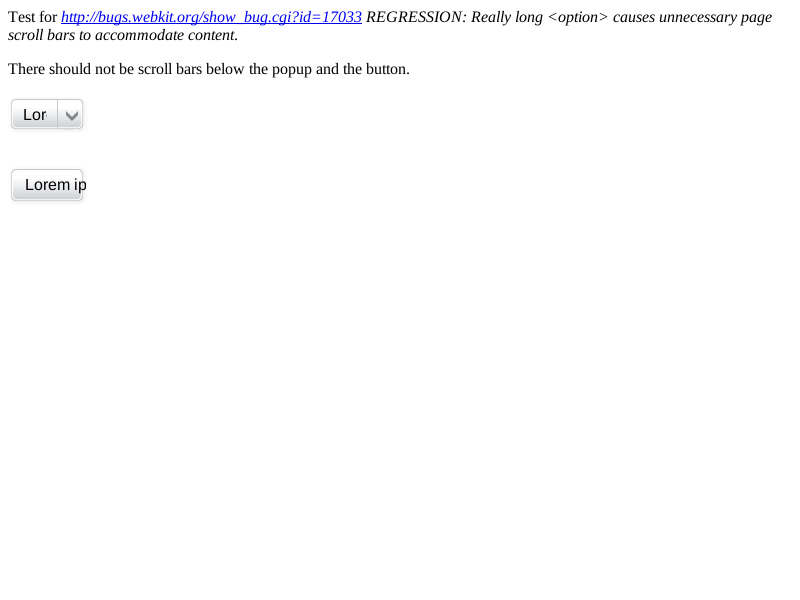 Test for http://bugs.webkit.org/show_bug.cgi?id=17033 REGRESSION: Really long <option> causes unnecessary page
scroll bars to accommodate content.
There should not be scroll bars below the popup and the button.
Lor
Lorem ip